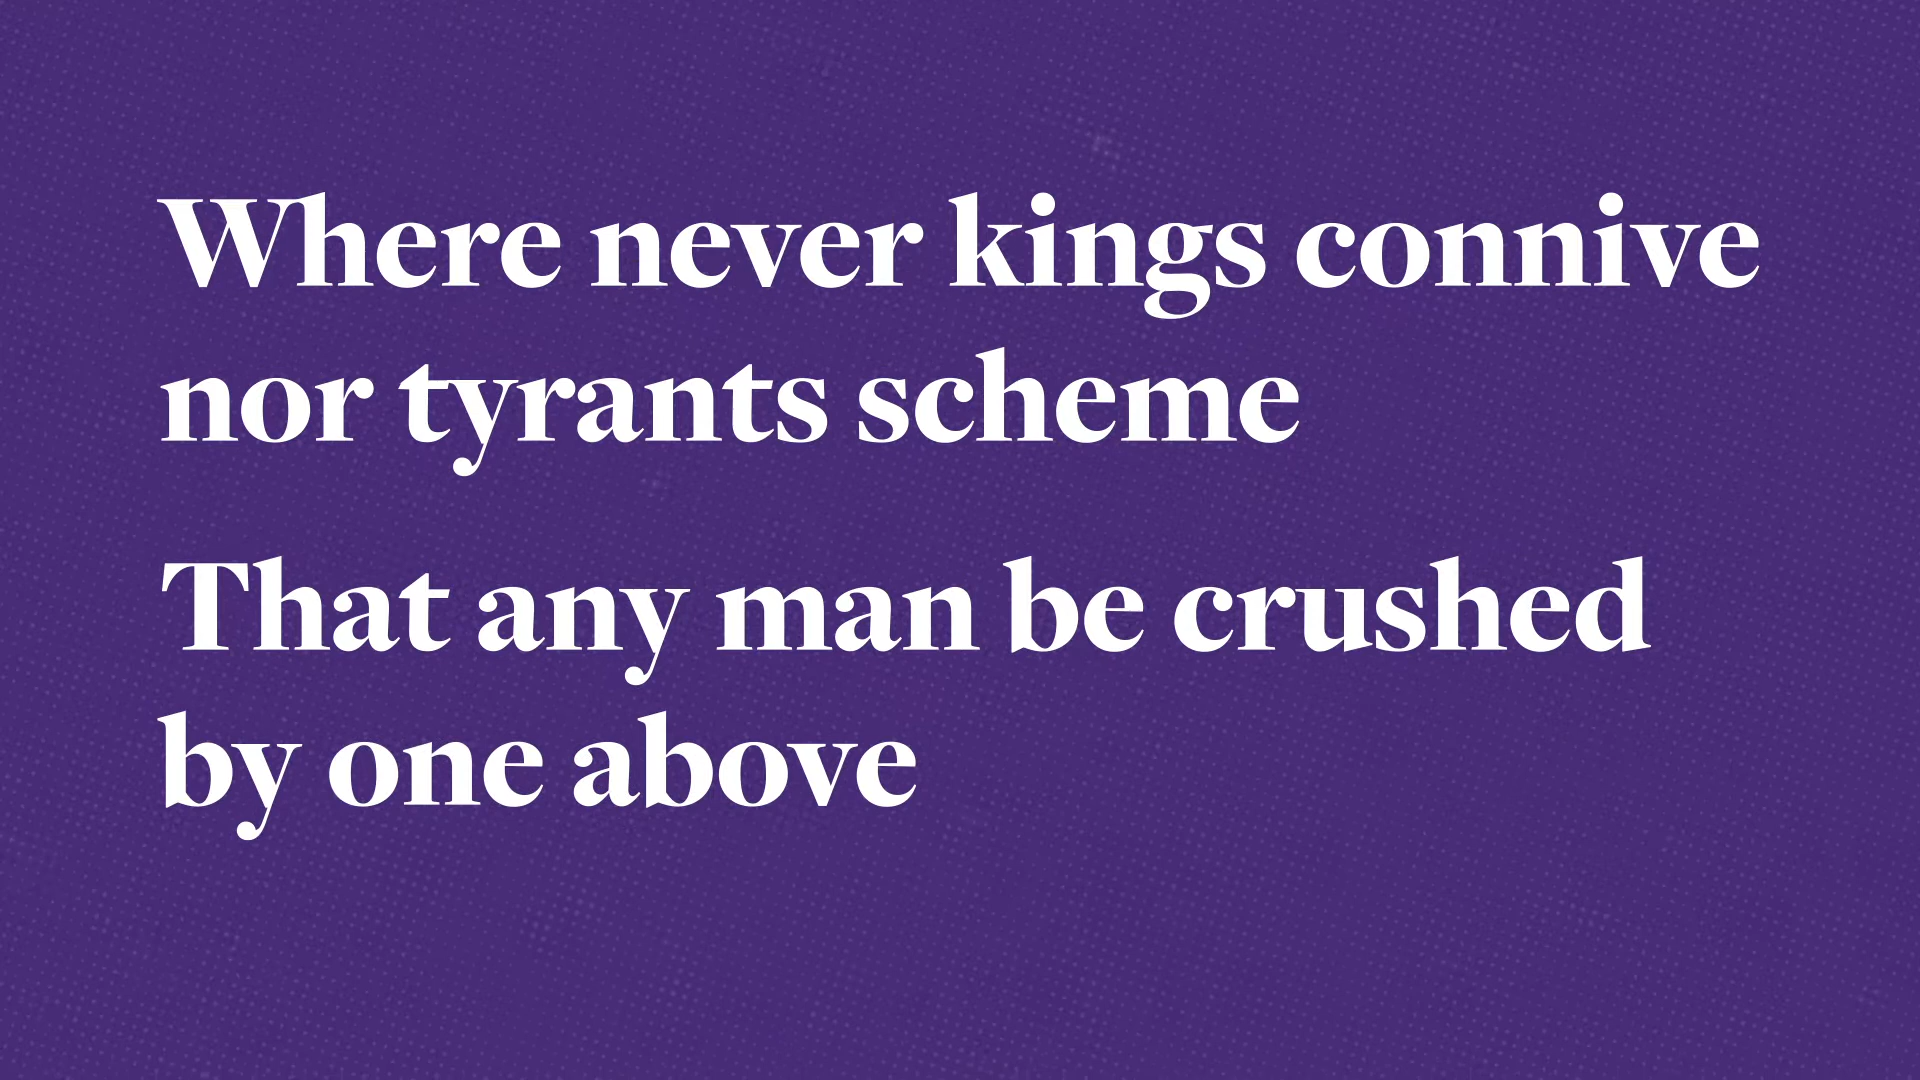 Where never kings connive
nor tyrants scheme
That any man be crushed
by one above